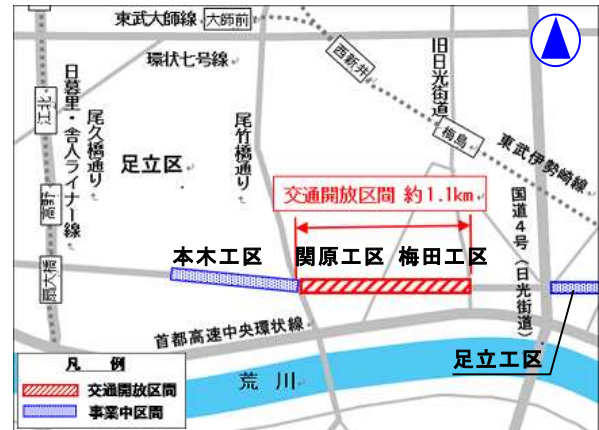 東武大師線
大師前
環状七号線
西新井
旧日光街道
梅島
東武伊勢崎線
江北
日暮里・舎人ライナー線
尾久橋通り
足立区
尾竹橋通り
高野
扇大橋
国道4号(日光街道)
交通開放区間 約1.1km
本木工区
関原工区 梅田工区
足立工区
首都高速中央環状線
荒川
凡 例
交通開放区間
事業中区間